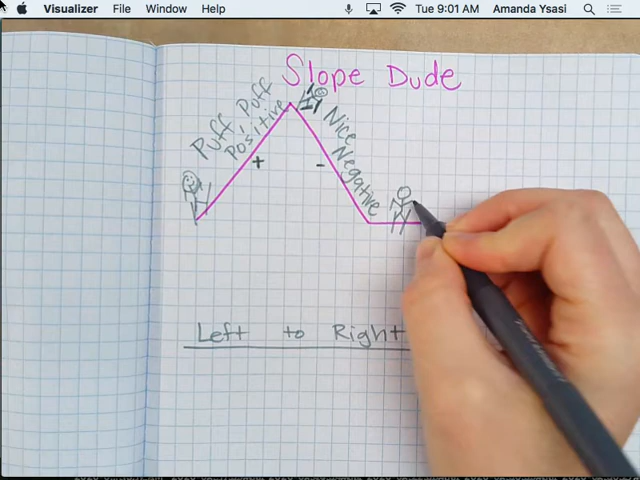 Visualizer File Window Help Tue 9:01 AM Amanda Ysasi
Slope Dude
Puff Puff
Positive
+
Nice
Negative
-
Left to Right